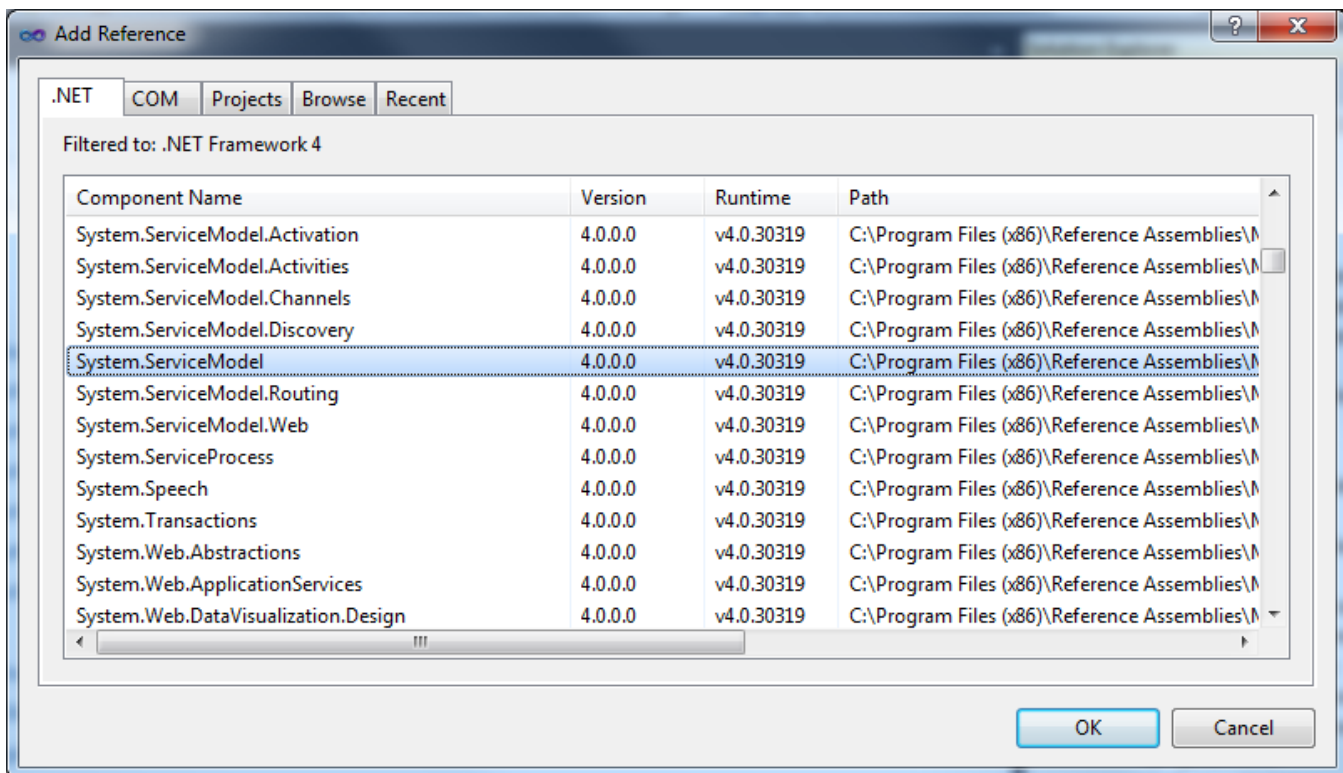 Add Reference
.NET COM Projects Browse Recent
Filtered to: .NET Framework 4
Component Name Version Runtime Path
System.ServiceModel.Activation 4.0.0.0 v4.0.30319 C:\Program Files (x86)\Reference Assemblies\
System.ServiceModel.Activities 4.0.0.0 v4.0.30319 C:\Program Files (x86)\Reference Assemblies\
System.ServiceModel.Channels 4.0.0.0 v4.0.30319 C:\Program Files (x86)\Reference Assemblies\
System.ServiceModel.Discovery 4.0.0.0 v4.0.30319 C:\Program Files (x86)\Reference Assemblies\
System.ServiceModel 4.0.0.0 v4.0.30319 C:\Program Files (x86)\Reference Assemblies\
System.ServiceModel.Routing 4.0.0.0 v4.0.30319 C:\Program Files (x86)\Reference Assemblies\
System.ServiceModel.Web 4.0.0.0 v4.0.30319 C:\Program Files (x86)\Reference Assemblies\
System.ServiceProcess 4.0.0.0 v4.0.30319 C:\Program Files (x86)\Reference Assemblies\
System.Speech 4.0.0.0 v4.0.30319 C:\Program Files (x86)\Reference Assemblies\
System.Transactions 4.0.0.0 v4.0.30319 C:\Program Files (x86)\Reference Assemblies\
System.Web.Abstractions 4.0.0.0 v4.0.30319 C:\Program Files (x86)\Reference Assemblies\
System.Web.ApplicationServices 4.0.0.0 v4.0.30319 C:\Program Files (x86)\Reference Assemblies\
System.Web.DataVisualization.Design 4.0.0.0 v4.0.30319 C:\Program Files (x86)\Reference Assemblies\
OK Cancel